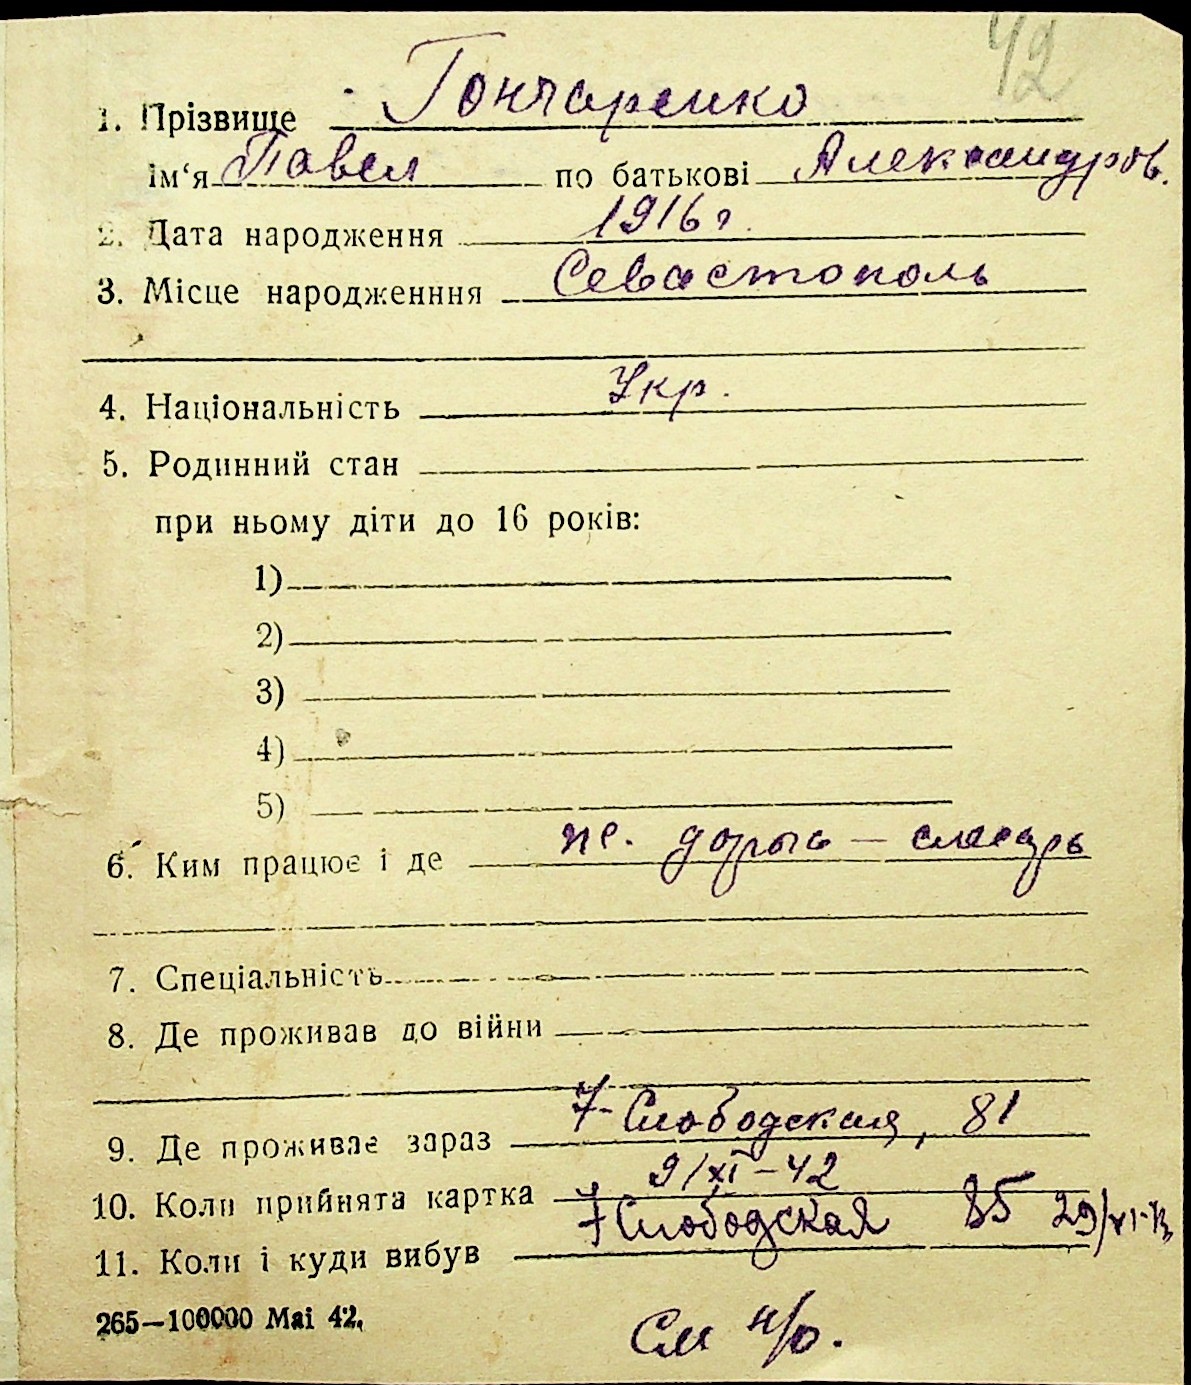 42
1. Прізвище Гончаренко
ім‘я Павел по батькові Александров.
2. Дата народження 1916 г.
3. Місце народженння Севастополь
4. Національність Укр.
5. Родинний стан
при ньому діти до 16 років:
1)
2)
3)
4)
5)
6. Ким працює і де же. дорога — слесарь
7. Спеціальність
8. Де проживав до війни
9. Де проживає зараз 7-Слободская, 81
10. Коли прийнята картка 9/XI-42
7 Слободская 85 29/XI-
11. Коли і куди вибув
265—100000 Mai 42.
См н/о.